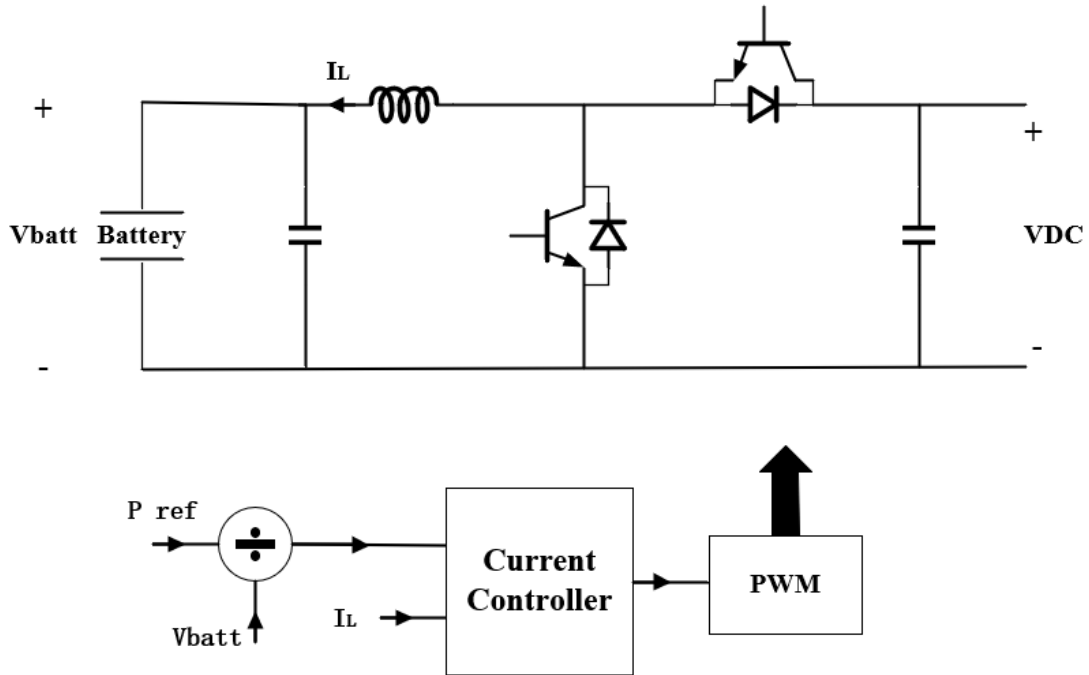 IL
+
+
Vbatt
Battery
VDC
-
-
P ref
÷
Current
Controller
PWM
IL
Vbatt